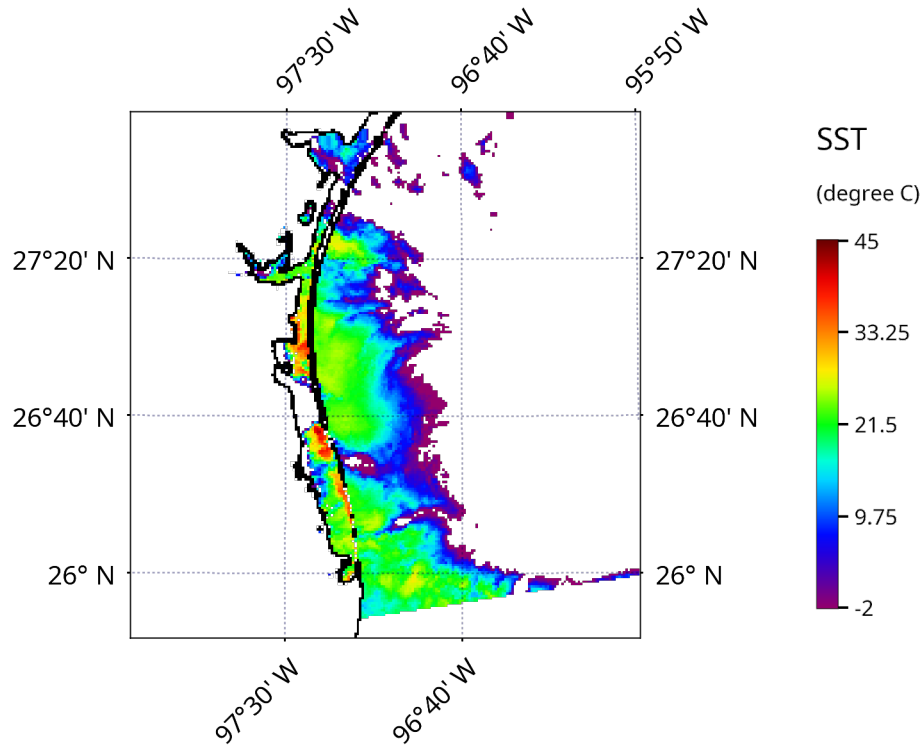 97°30' W
96°40' W
95°50' W
SST
(degree C)
45
27°20' N
27°20' N
33.25
26°40' N
26°40' N
21.5
9.75
26° N
26° N
-2
97°30' W
96°40' W